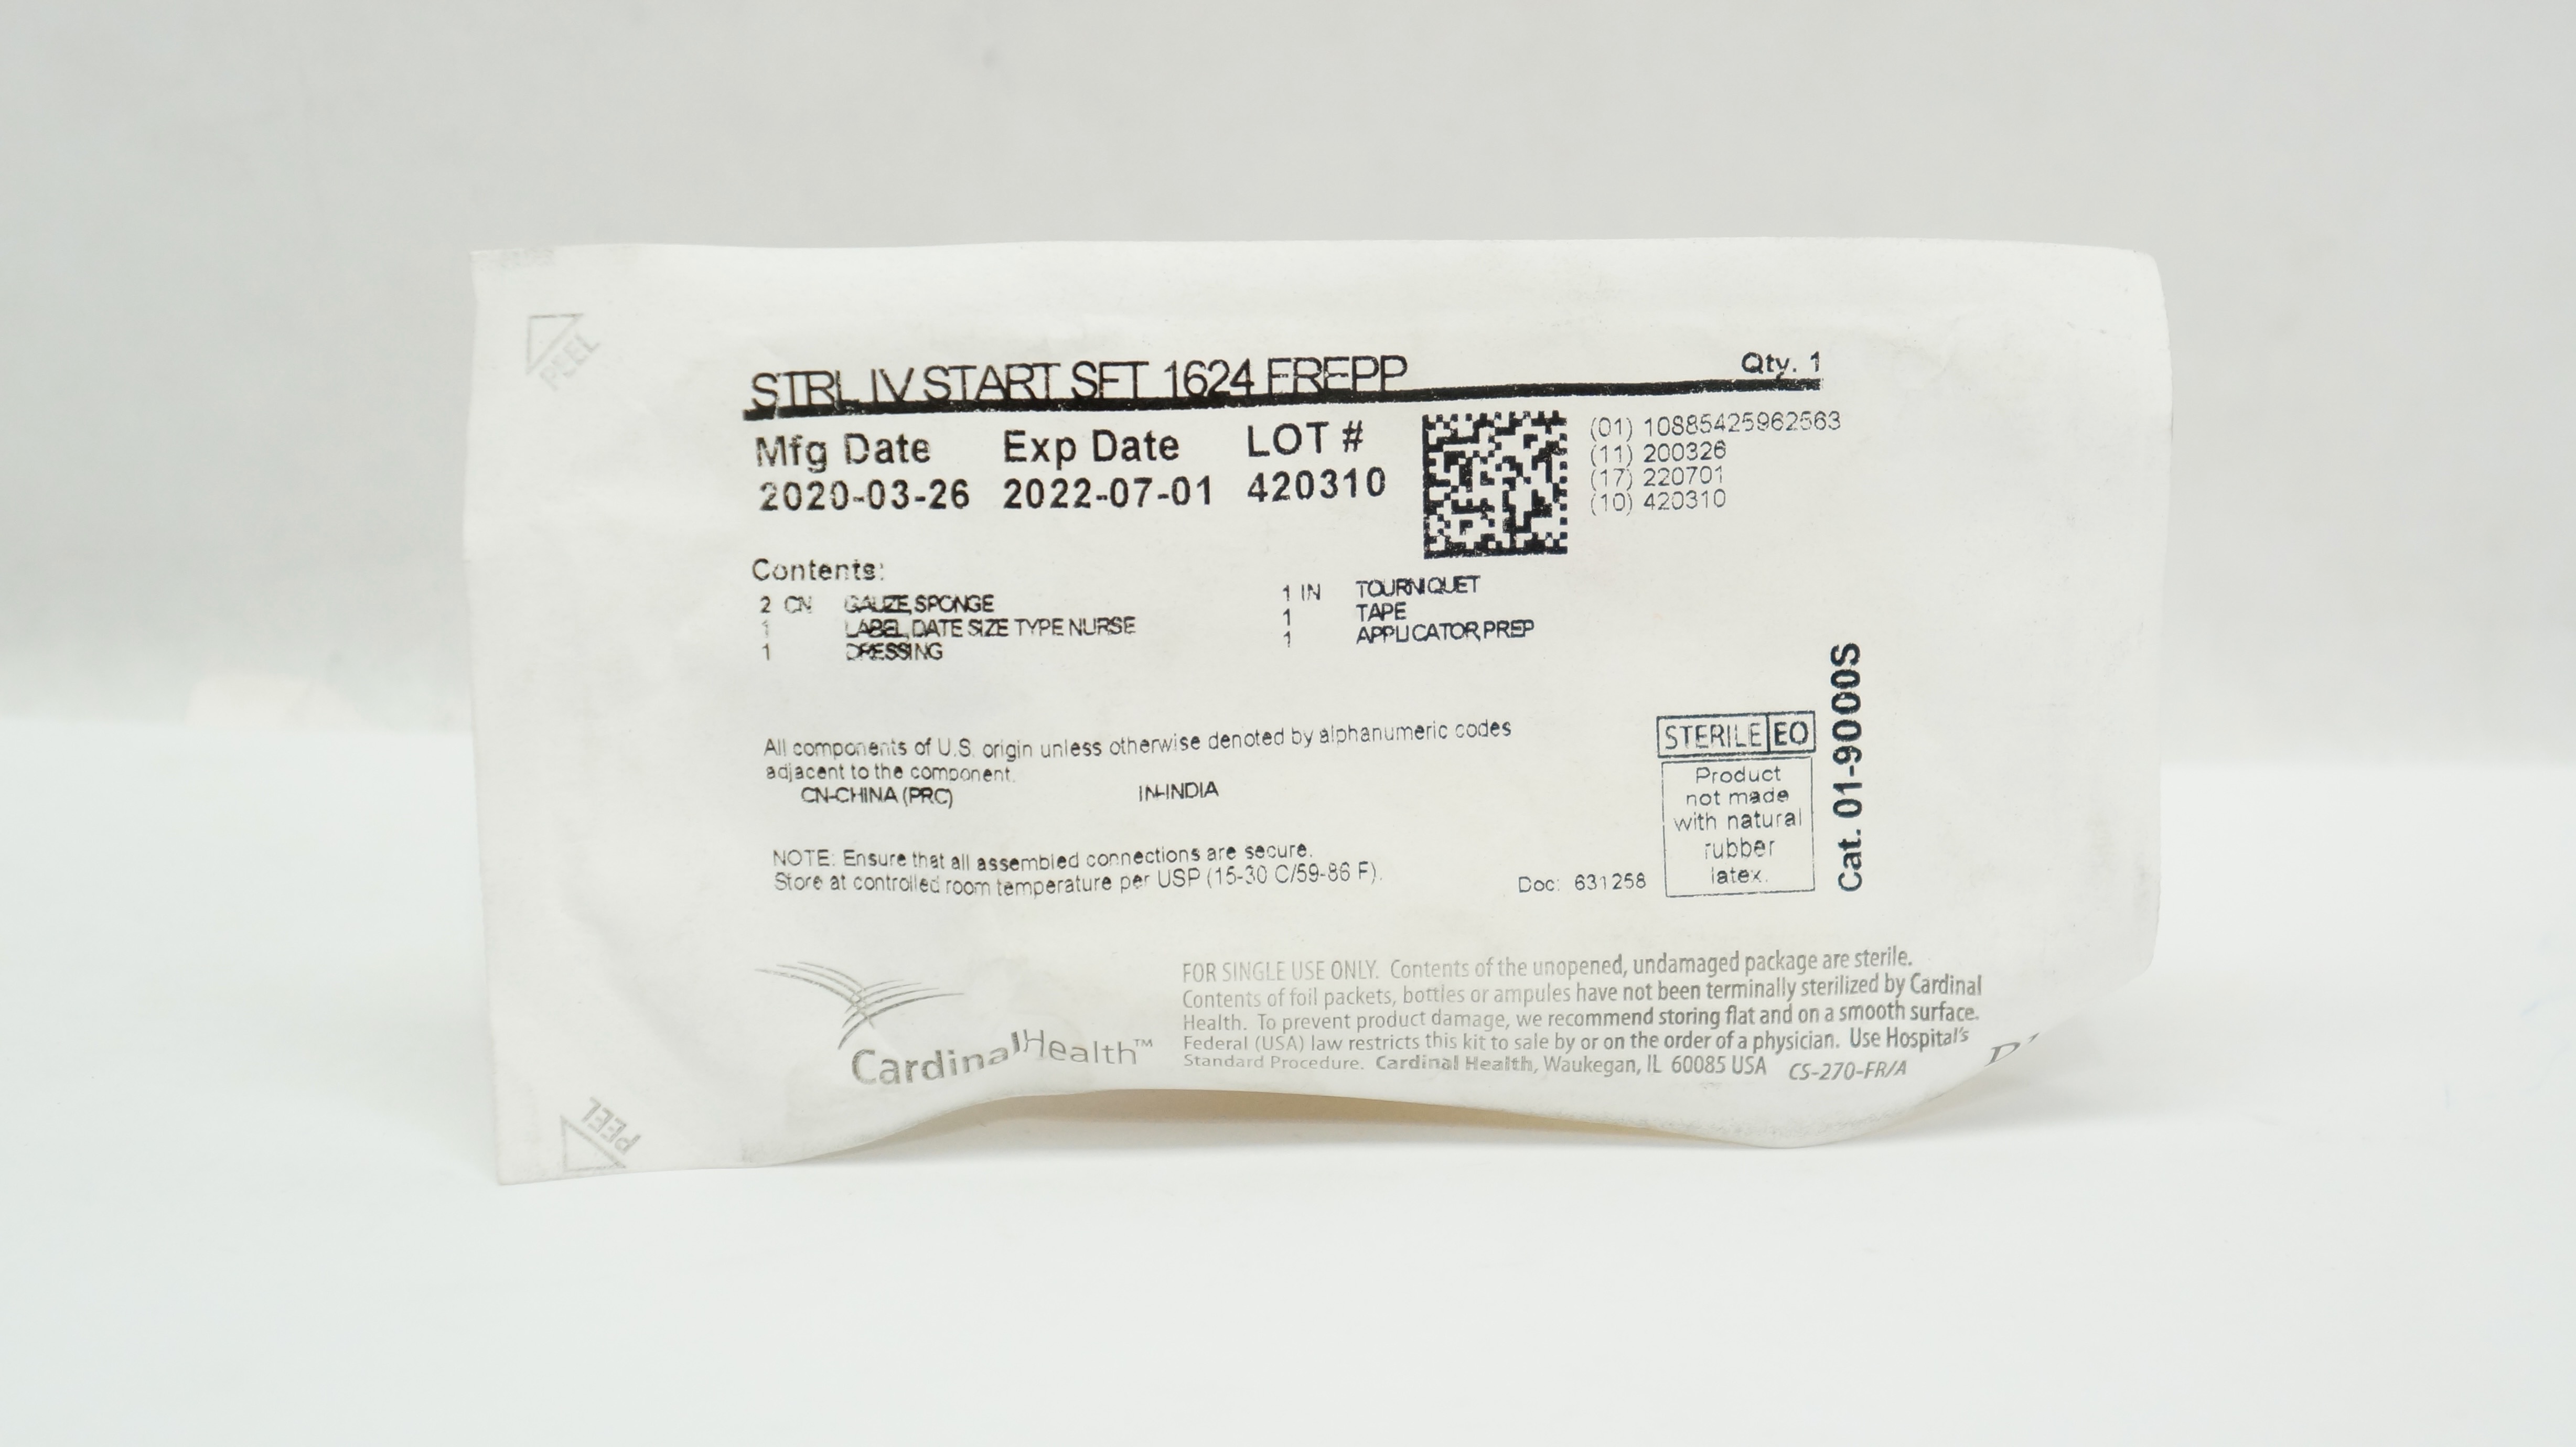 PEEL
STRL IV START SET 1624 FREPP Qty. 1
Mfg Date Exp Date LOT #
2020-03-26 2022-07-01 420310
(01) 10885425962563
(11) 200326
(17) 220701
(10) 420310
Contents:
2 CN GAUZE,SPONGE
1 LABEL,DATE SIZE TYPE NURSE
1 DRESSING
1 IN TOURNIQUET
1 TAPE
1 APPLICATOR,PREP
All components of U.S. origin unless otherwise denoted by alphanumeric codes
adjacent to the component.
CN-CHINA (PRC) IN-INDIA
NOTE: Ensure that all assembled connections are secure.
Store at controlled room temperature per USP (15-30 C/59-86 F).
Doc: 631258
STERILE EO
Product
not made
with natural
rubber
latex.
Cat. 01-9000S
CardinalHealth™
FOR SINGLE USE ONLY. Contents of the unopened, undamaged package are sterile.
Contents of foil packets, bottles or ampules have not been terminally sterilized by Cardinal
Health. To prevent product damage, we recommend storing flat and on a smooth surface.
Federal (USA) law restricts this kit to sale by or on the order of a physician. Use Hospital's
Standard Procedure. Cardinal Health, Waukegan, IL 60085 USA CS-270-FR/A
PEEL